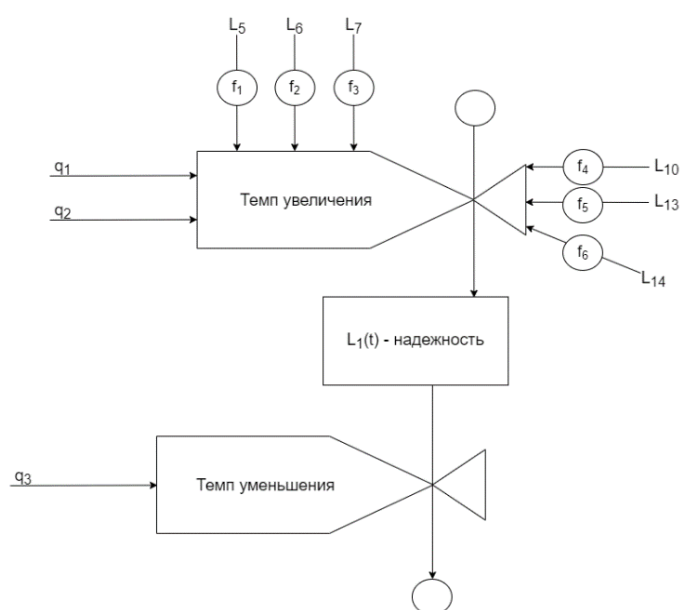 L5
L6
L7
f1
f2
f3
q1
Темп увеличения
q2
f4
L10
f5
L13
f6
L14
L1(t) - надежность
q3
Темп уменьшения